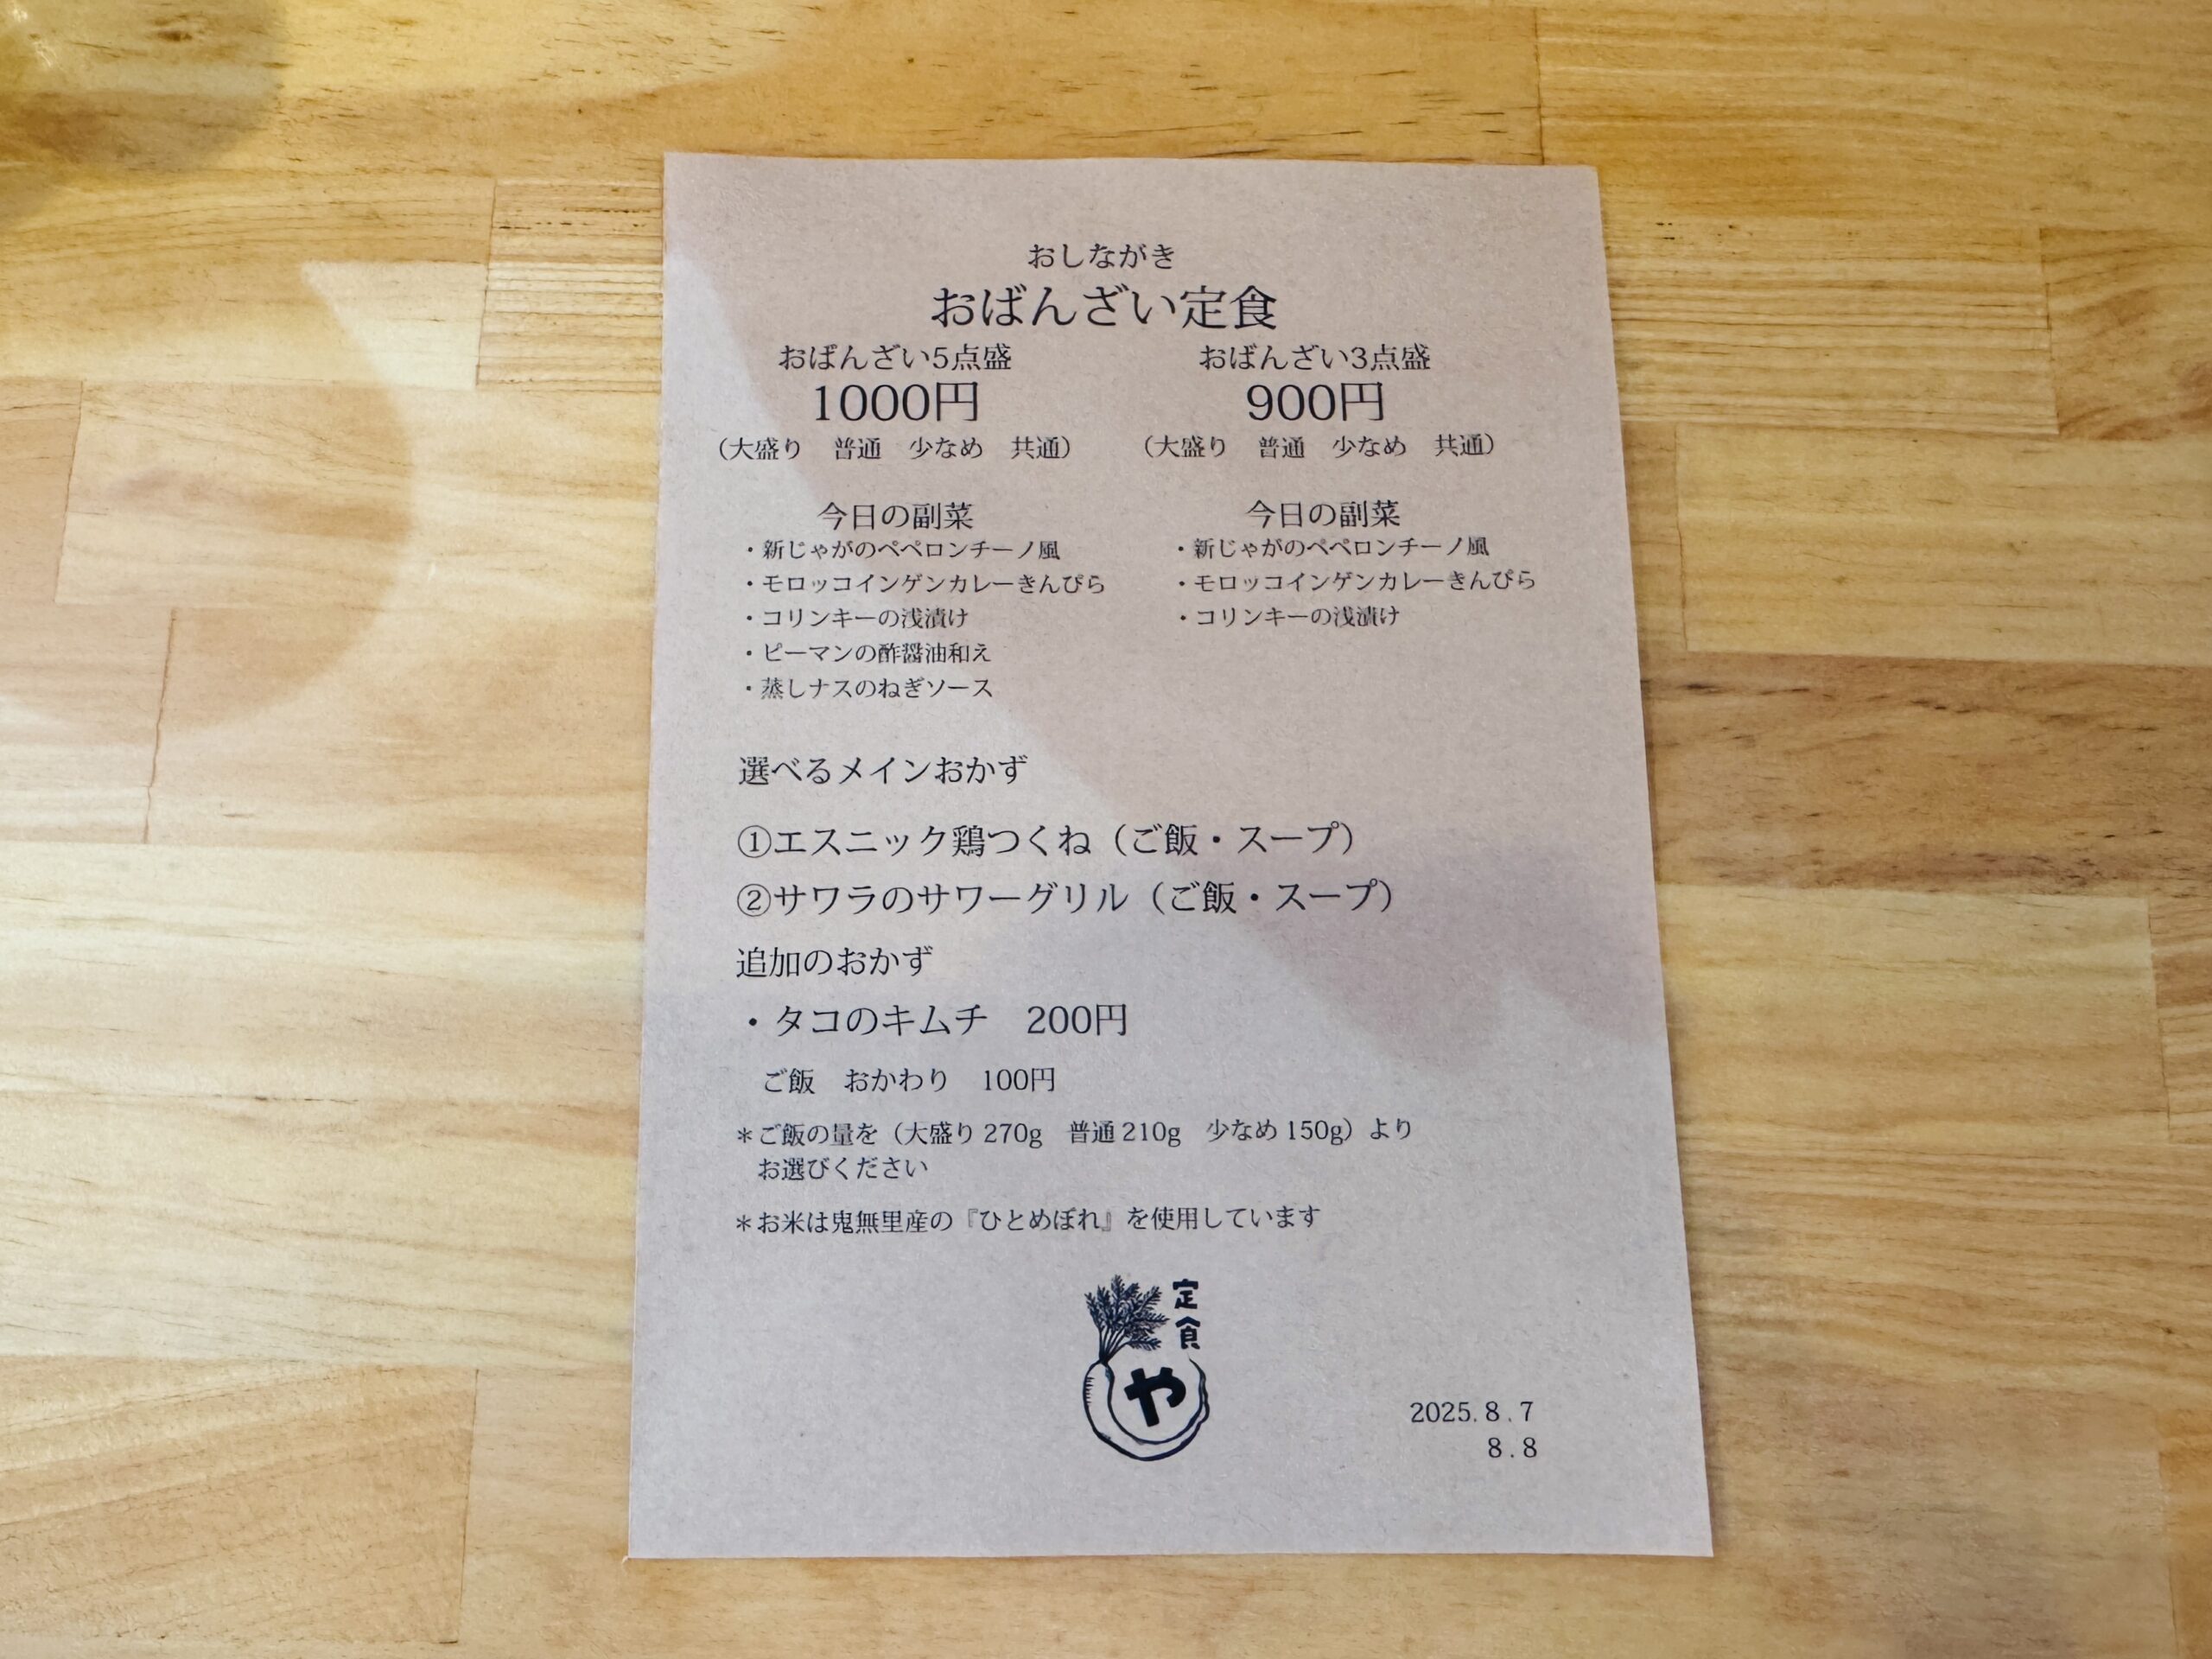 おしながき
おばんざい定食
おばんざい5点盛
1000円
（大盛り　普通　少なめ　共通）
今日の副菜
・新じゃがのペペロンチーノ風
・モロッコインゲンカレーきんぴら
・コリンキーの浅漬け
・ピーマンの酢醤油和え
・蒸しナスのねぎソース
おばんざい3点盛
900円
（大盛り　普通　少なめ　共通）
今日の副菜
・新じゃがのペペロンチーノ風
・モロッコインゲンカレーきんぴら
・コリンキーの浅漬け
選べるメインおかず
①エスニック鶏つくね（ご飯・スープ）
②サワラのサワーグリル（ご飯・スープ）
追加のおかず
・タコのキムチ　200円
ご飯　おかわり　100円
＊ご飯の量を（大盛り270g　普通210g　少なめ150g）より
お選びください
＊お米は鬼無里産の『ひとめぼれ』を使用しています
定食
や
2025.8.7
8.8